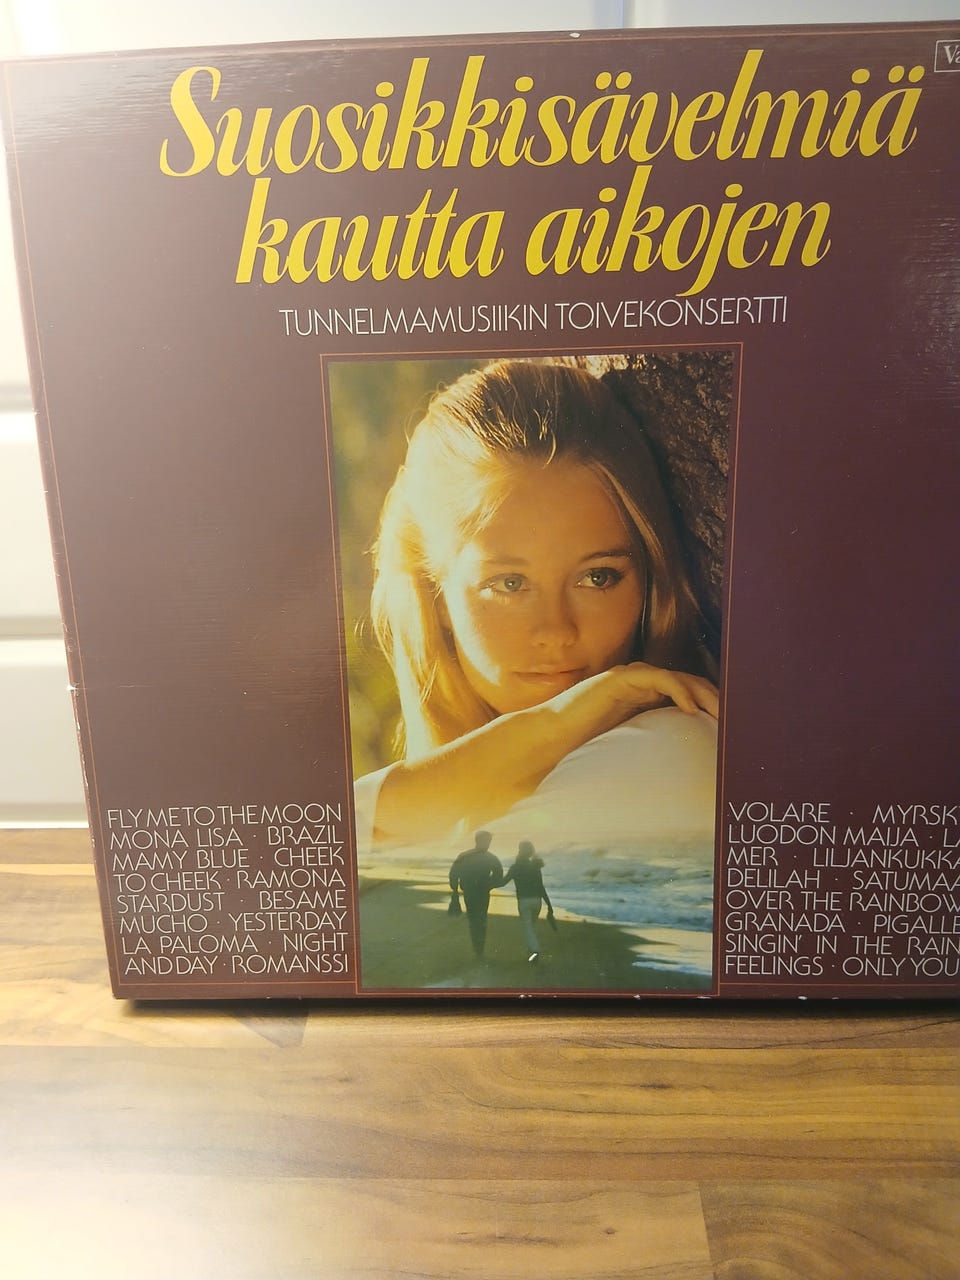 Suosikkisävelmiä
kautta aikojen
TUNNELMAMUSIIKIN TOIVEKONSERTTI
FLY ME TO THE MOON
MONA LISA · BRAZIL
MAMY BLUE · CHEEK
TO CHEEK · RAMONA
STARDUST · BESAME
MUCHO · YESTERDAY
LA PALOMA · NIGHT
AND DAY · ROMANSSI
VOLARE ·
LUODON MAIJA ·
MER · LILJANKUKKA
DELILAH · SATUMAA
OVER THE RAINBOW
GRANADA · PIGALLE
SINGIN' IN THE RAIN
FEELINGS · ONLY YOU